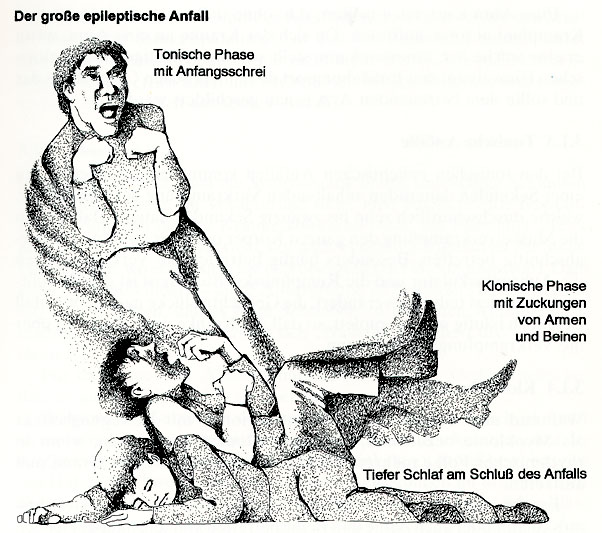 Der große epileptische Anfall
Tonische Phase
mit Anfangsschrei
Klonische Phase
mit Zuckungen
von Armen
und Beinen
Tiefer Schlaf am Schluß des Anfalls